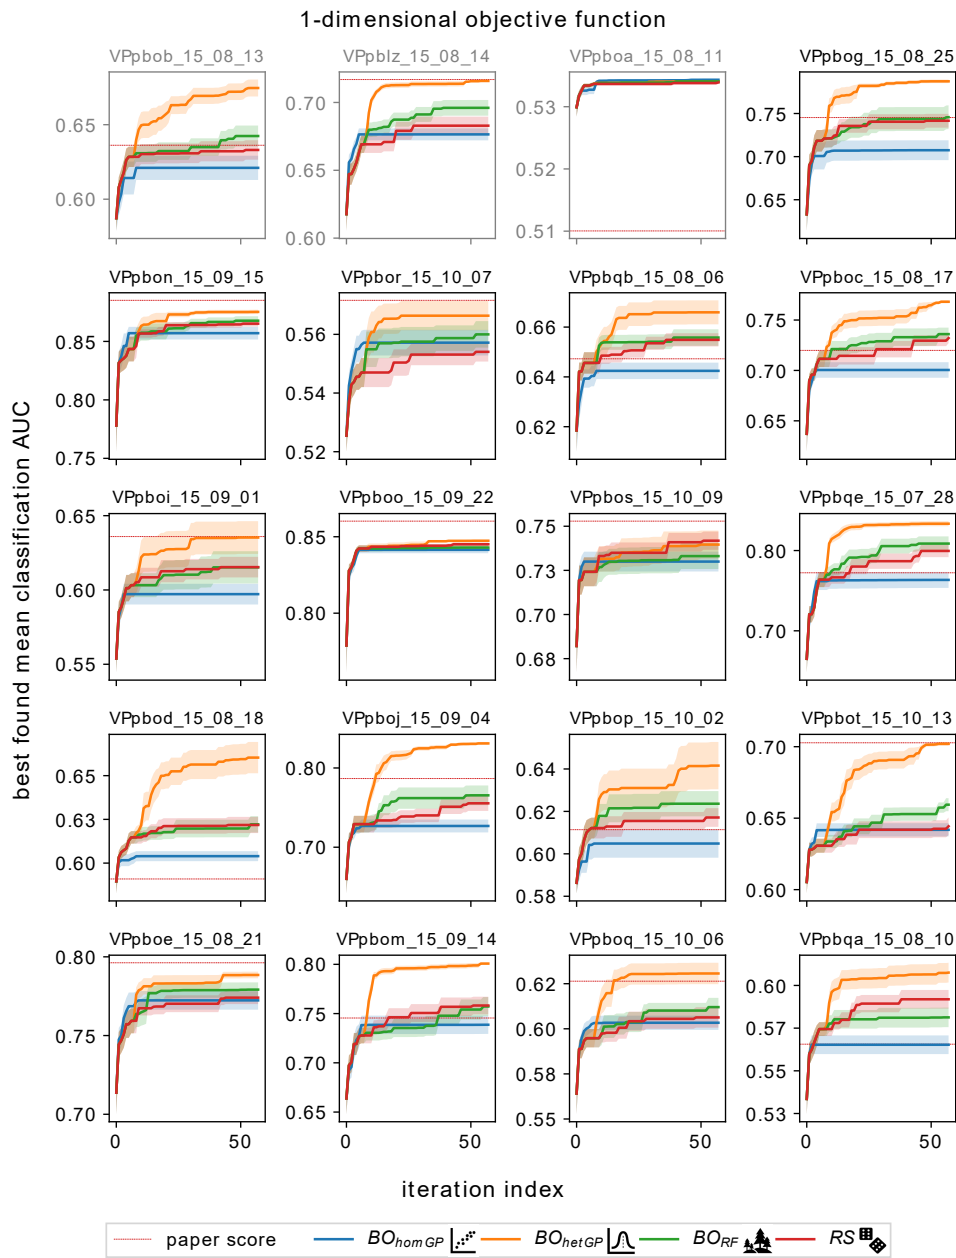 1-dimensional objective function
VPpbob_15_08_13
VPpblz_15_08_14
VPpboa_15_08_11
VPpbog_15_08_25
0.65
0.60
0.70
0.65
0.60
0.53
0.52
0.51
0.75
0.70
0.65
VPpbon_15_09_15
VPpbor_15_10_07
VPpbqb_15_08_06
VPpboc_15_08_17
0.85
0.80
0.75
0.56
0.54
0.52
0.66
0.64
0.62
0.75
0.70
0.65
VPpboi_15_09_01
VPpboo_15_09_22
VPpbos_15_10_09
VPpbqe_15_07_28
0.65
0.60
0.55
0.85
0.80
0.75
0.73
0.70
0.68
0.80
0.70
VPpbod_15_08_18
VPpboj_15_09_04
VPpbop_15_10_02
VPpbot_15_10_13
0.65
0.63
0.60
0.80
0.70
0.64
0.62
0.60
0.58
0.70
0.65
0.60
VPpboe_15_08_21
VPpbom_15_09_14
VPpboq_15_10_06
VPpbqa_15_08_10
0.80
0.75
0.70
0.80
0.75
0.70
0.65
0.62
0.60
0.58
0.55
0.60
0.57
0.55
0.53
0 50
0 50
0 50
0 50
best found mean classification AUC
iteration index
paper score BO_homGP BO_hetGP BO_RF RS